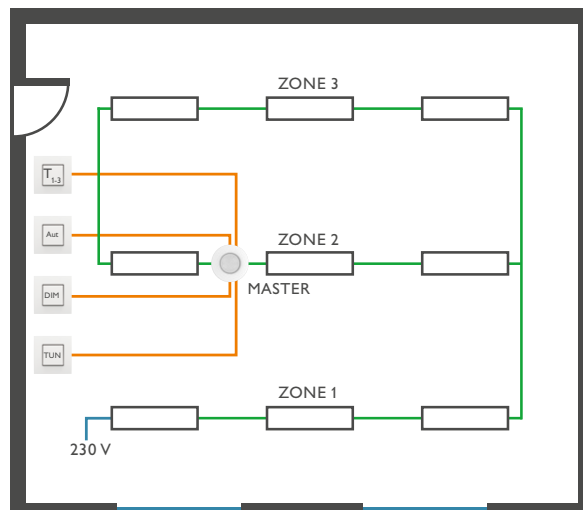 ZONE 3
T1-3
Aut
ZONE 2
MASTER
DIM
TUN
ZONE 1
230 V